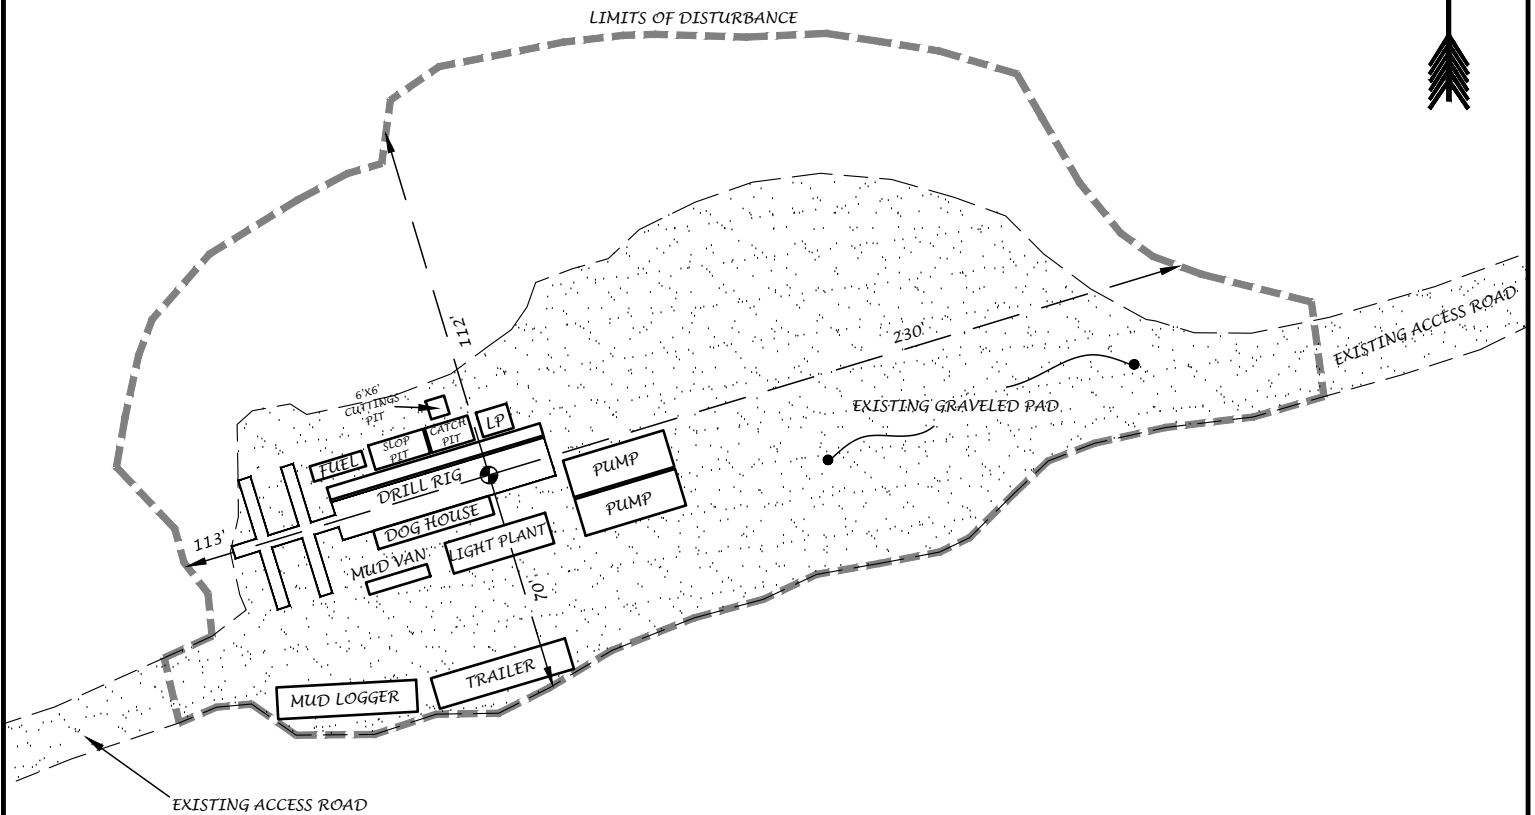 LIMITS OF DISTURBANCE
112'
230'
EXISTING ACCESS ROAD
6'X6'
CUTTINGS
PIT
EXISTING GRAVELED PAD
LP
CATCH
PIT
SLOP
PIT
FUEL
PUMP
DRILL RIG
PUMP
DOG HOUSE
113'
LIGHT PLANT
MUD VAN
70'
TRAILER
MUD LOGGER
EXISTING ACCESS ROAD